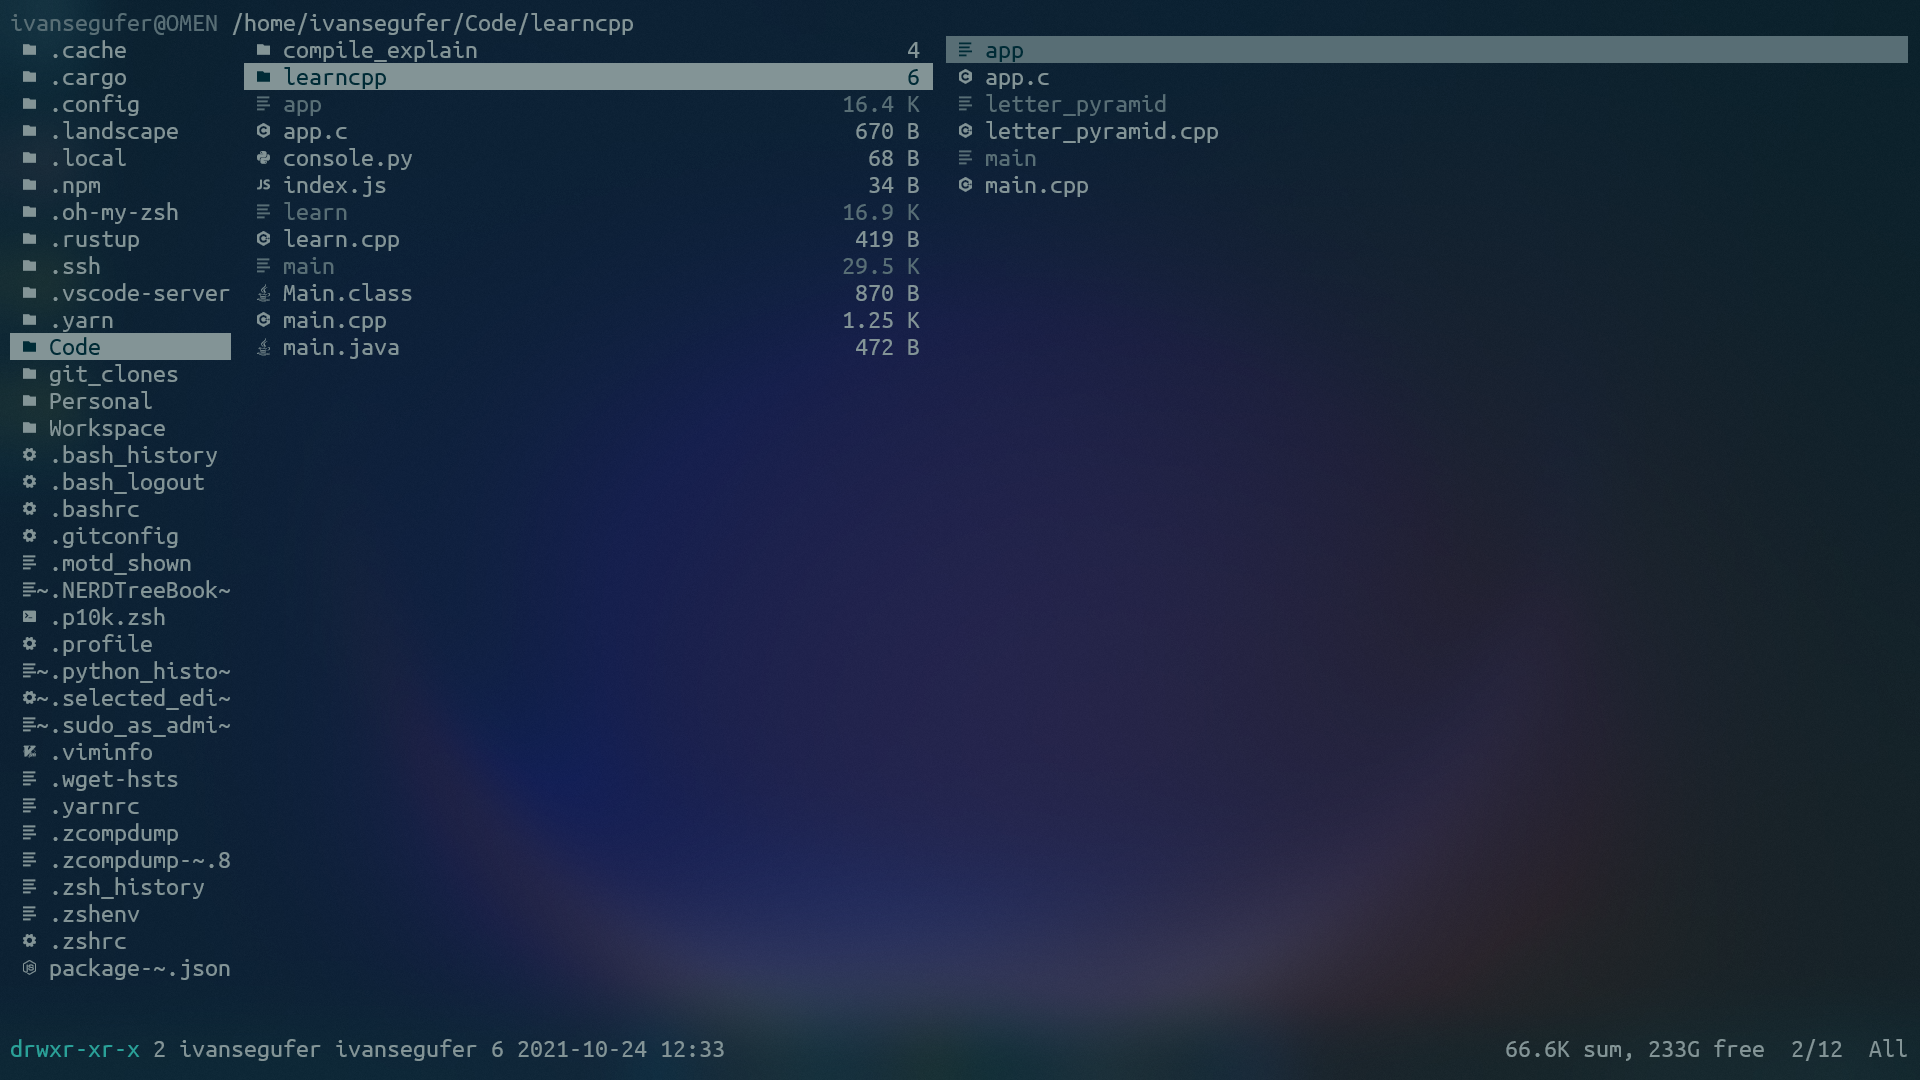 ivansegufer@OMEN /home/ivansegufer/Code/learncpp
.cache
.cargo
.config
.landscape
.local
.npm
.oh-my-zsh
.rustup
.ssh
.vscode-server
.yarn
Code
git_clones
Personal
Workspace
.bash_history
.bash_logout
.bashrc
.gitconfig
.motd_shown
~.NERDTreeBook~
.p10k.zsh
.profile
~.python_histo~
~.selected_edi~
~.sudo_as_admi~
.viminfo
.wget-hsts
.yarnrc
.zcompdump
.zcompdump-~.8
.zsh_history
.zshenv
.zshrc
package-~.json
compile_explain 4
learncpp 6
app 16.4 K
app.c 670 B
console.py 68 B
index.js 34 B
learn 16.9 K
learn.cpp 419 B
main 29.5 K
Main.class 870 B
main.cpp 1.25 K
main.java 472 B
app
app.c
letter_pyramid
letter_pyramid.cpp
main
main.cpp
drwxr-xr-x 2 ivansegufer ivansegufer 6 2021-10-24 12:33 66.6K sum, 233G free 2/12 All